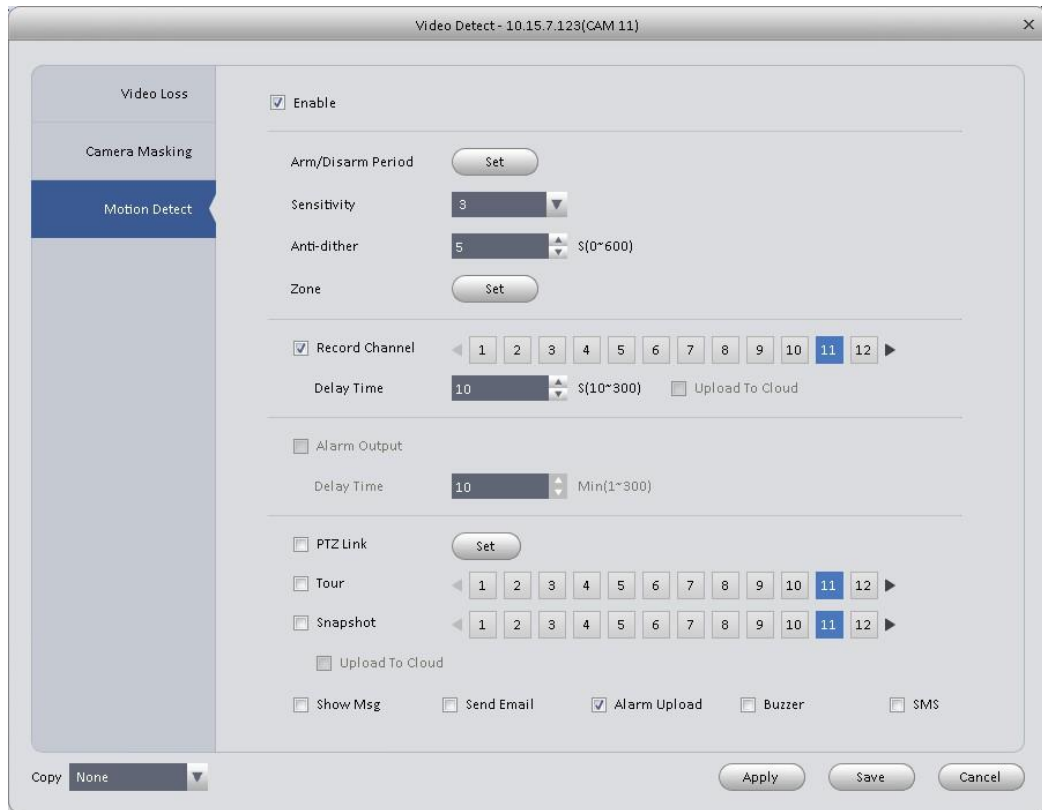 Video Detect - 10.15.7.123(CAM 11)
Video Loss
Camera Masking
Motion Detect
Enable
Arm/Disarm Period Set
Sensitivity 3
Anti-dither 5 S(0~600)
Zone Set
Record Channel 1 2 3 4 5 6 7 8 9 10 11 12
Delay Time 10 S(10~300) Upload To Cloud
Alarm Output
Delay Time 10 Min(1~300)
PTZ Link Set
Tour 1 2 3 4 5 6 7 8 9 10 11 12
Snapshot 1 2 3 4 5 6 7 8 9 10 11 12
Upload To Cloud
Show Msg Send Email Alarm Upload Buzzer SMS
Copy None Apply Save Cancel